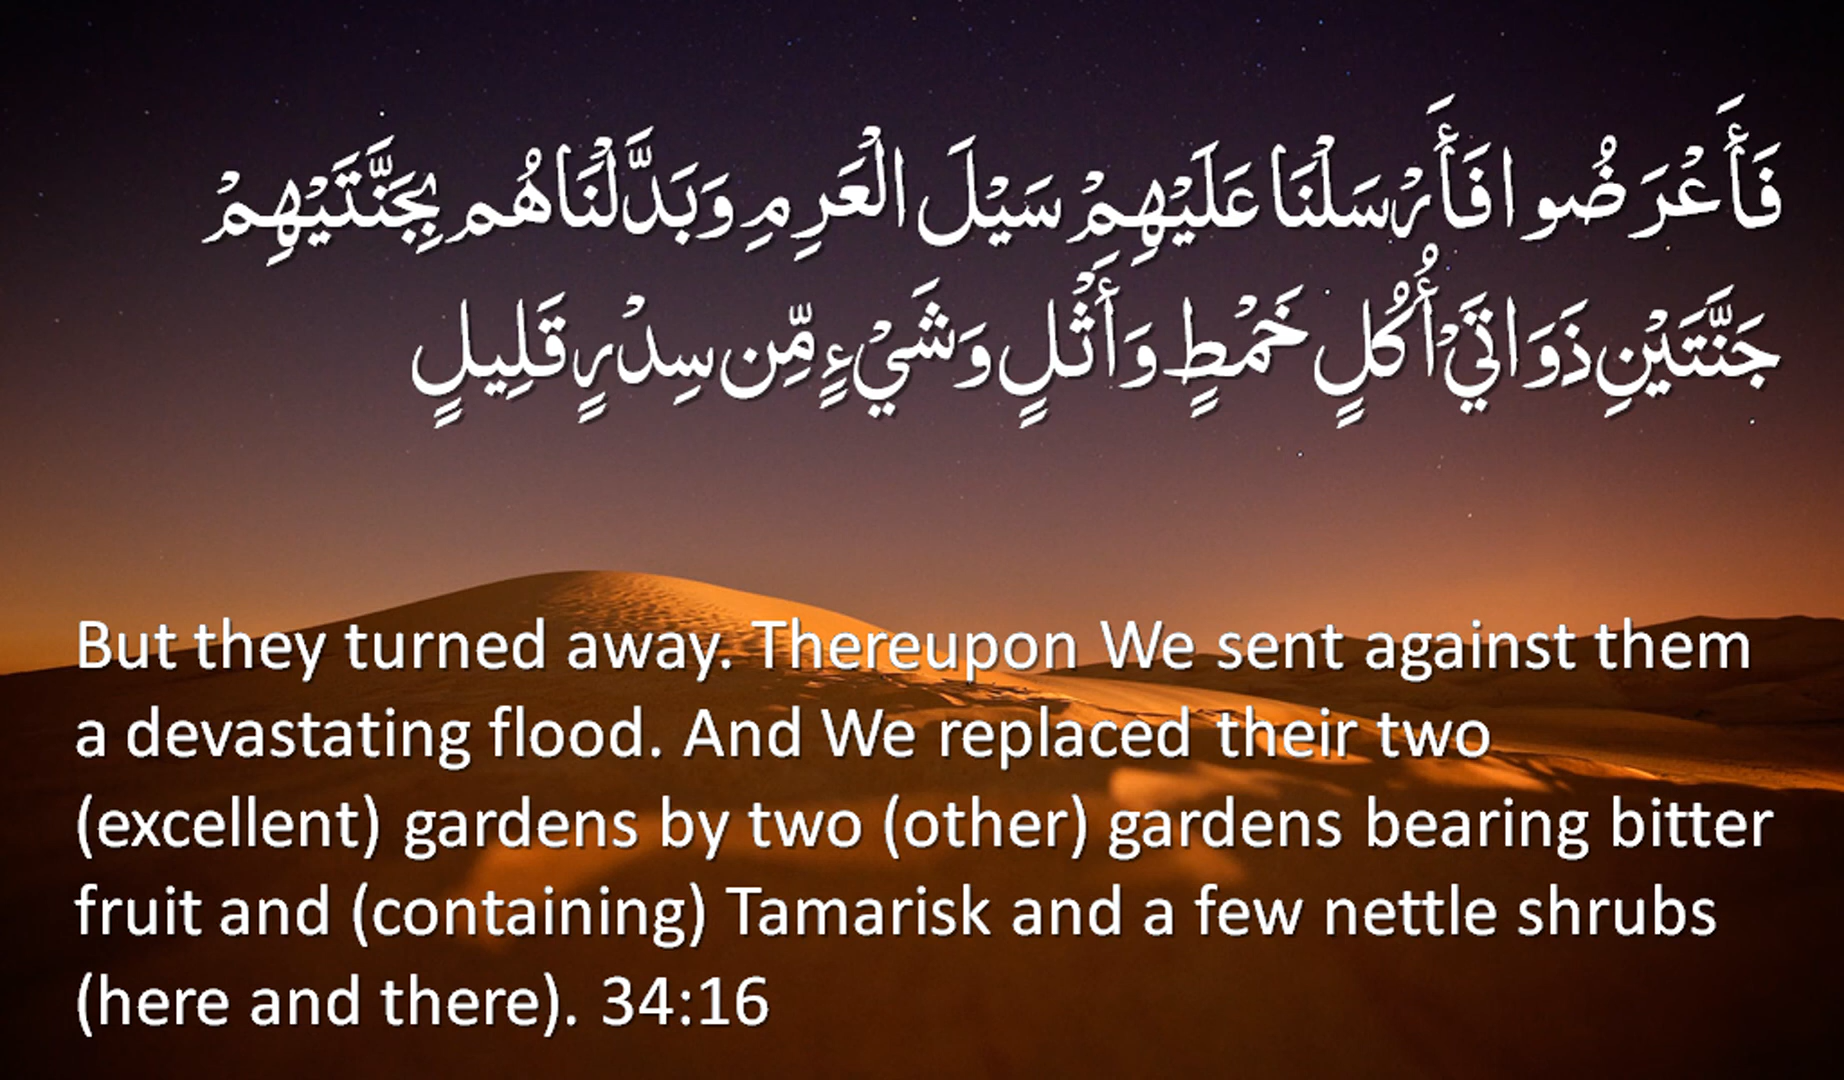 فَأَعْرَضُوا فَأَرْسَلْنَا عَلَيْهِمْ سَيْلَ الْعَرِمِ وَبَدَّلْنَاهُم بِجَنَّتَيْهِمْ
جَنَّتَيْنِ ذَوَاتَيْ أُكُلٍ خَمْطٍ وَأَثْلٍ وَشَيْءٍ مِّن سِدْرٍ قَلِيلٍ
But they turned away. Thereupon We sent against them
a devastating flood. And We replaced their two
(excellent) gardens by two (other) gardens bearing bitter
fruit and (containing) Tamarisk and a few nettle shrubs
(here and there). 34:16